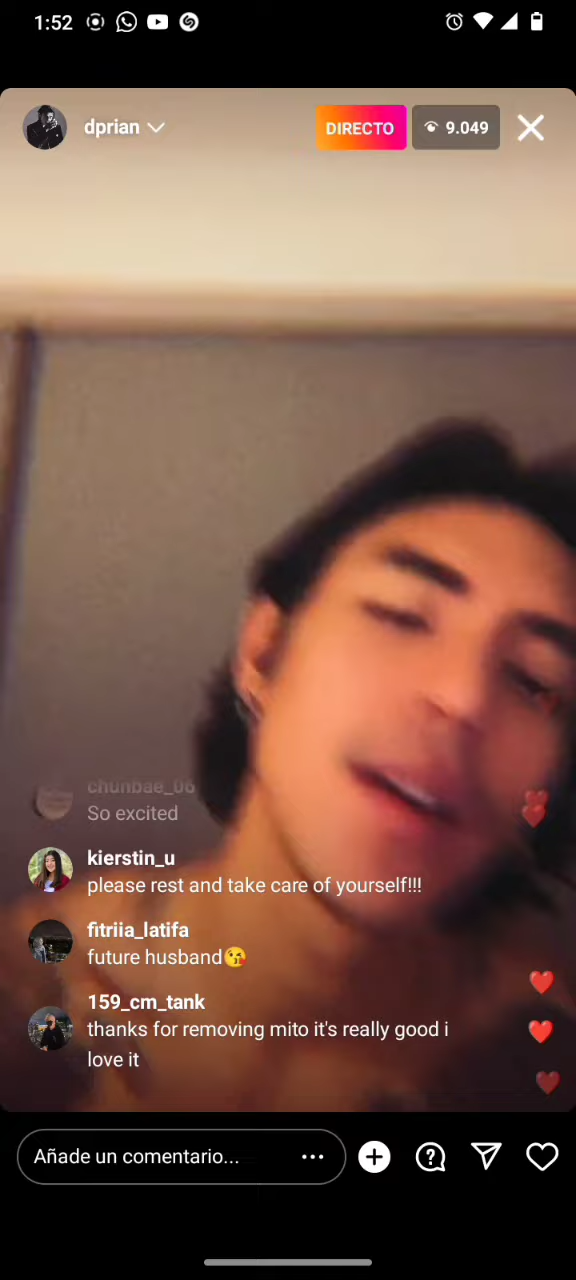 1:52
dprian
DIRECTO
9.049
chunbae_06
So excited
kierstin_u
please rest and take care of yourself!!!
fitriia_latifa
future husband😘
159_cm_tank
thanks for removing mito it's really good i
love it
Añade un comentario...